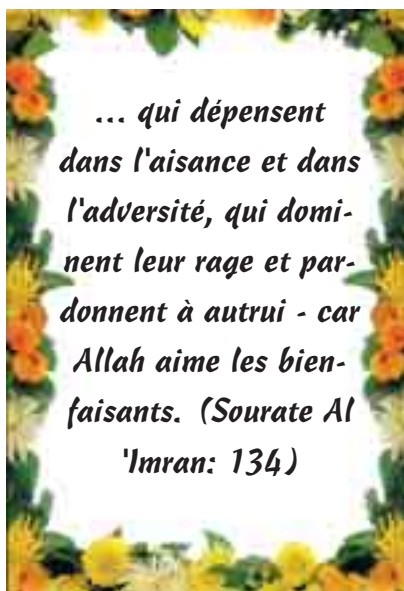 ... qui dépensent
dans l'aisance et dans
l'adversité, qui domi-
nent leur rage et par-
donnent à autrui - car
Allah aime les bien-
faisants. (Sourate Al
'Imran: 134)